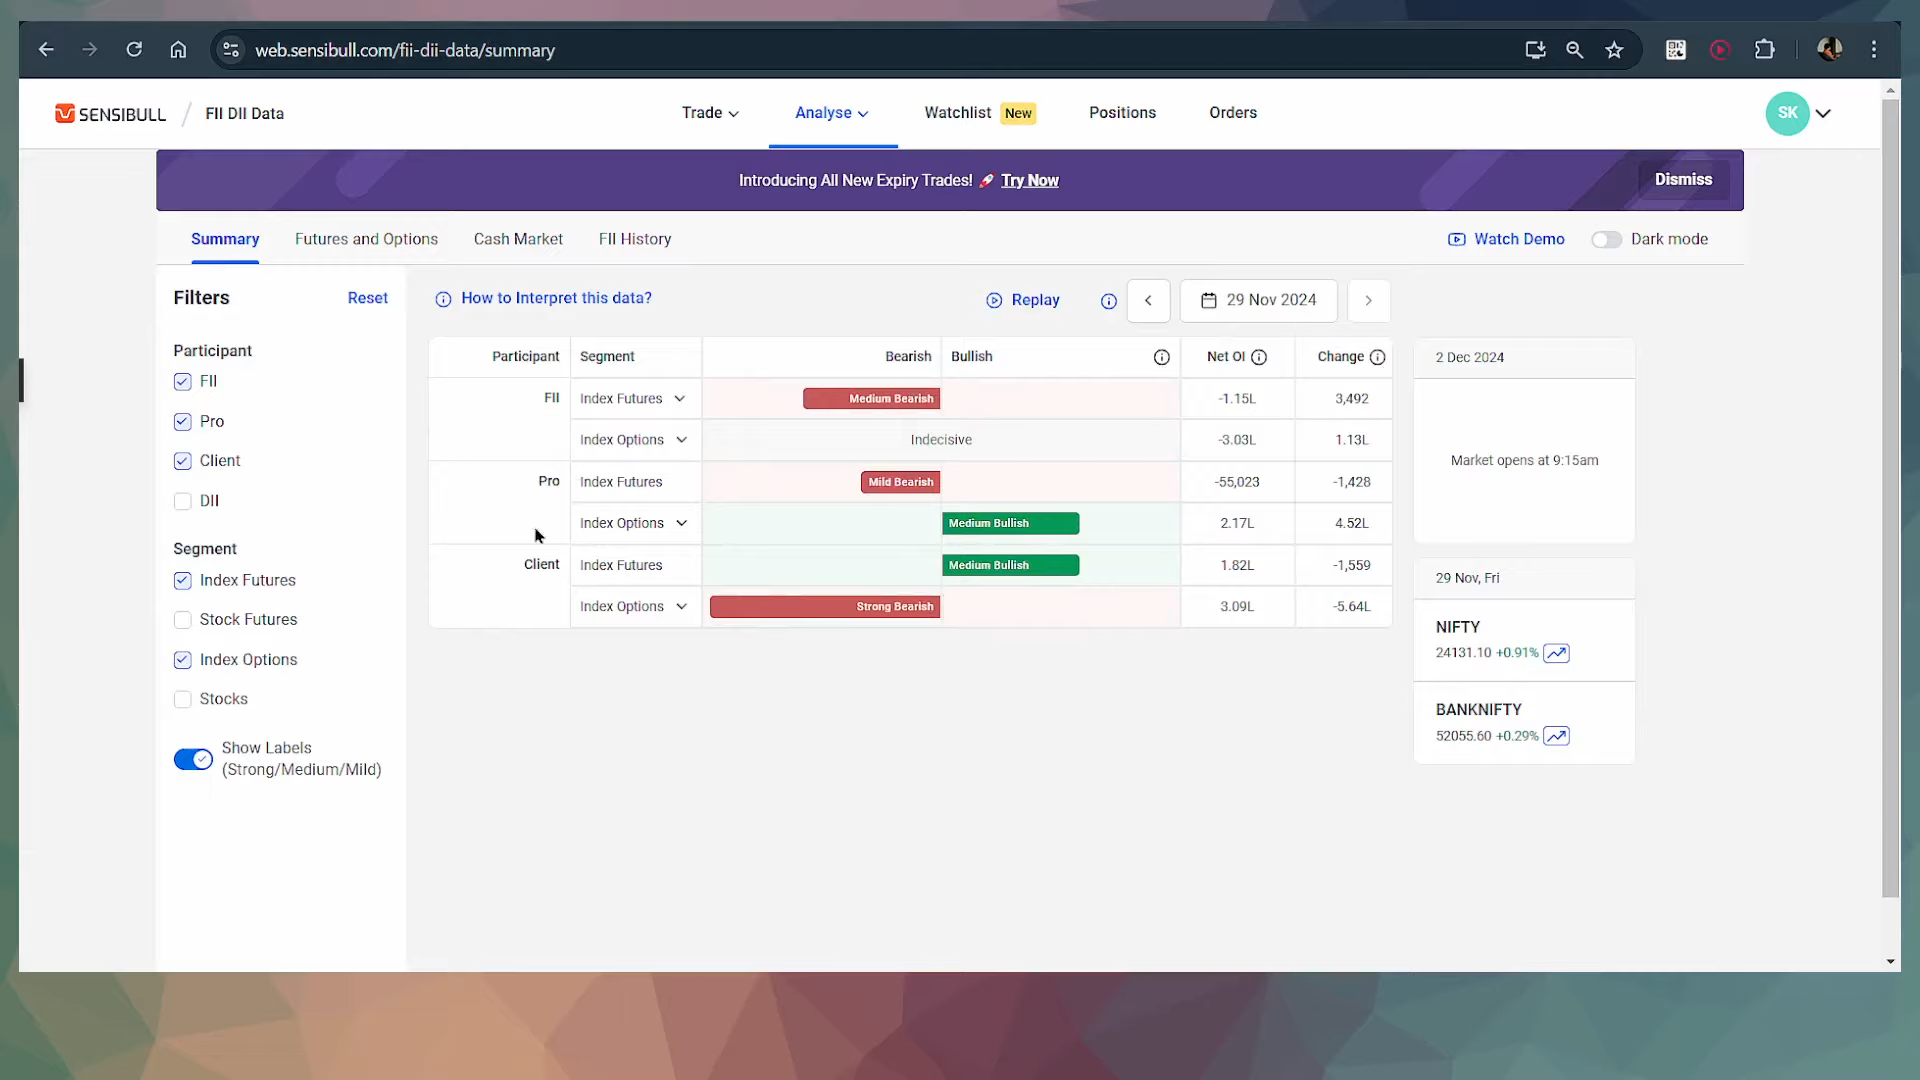 web.sensibull.com/fii-dii-data/summary
SENSIBULL / FII DII Data
Trade
Analyse
Watchlist New
Positions
Orders
SK
Introducing All New Expiry Trades! 🚀 Try Now
Dismiss
Summary
Futures and Options
Cash Market
FII History
Watch Demo
Dark mode
Filters
Reset
Participant
FII
Pro
Client
DII
Segment
Index Futures
Stock Futures
Index Options
Stocks
Show Labels
(Strong/Medium/Mild)
How to Interpret this data?
Replay
29 Nov 2024
Participant Segment Bearish Bullish Net OI Change
FII Index Futures Medium Bearish -1.15L 3,492
Index Options Indecisive -3.03L 1.13L
Pro Index Futures Mild Bearish -55,023 -1,428
Index Options Medium Bullish 2.17L 4.52L
Client Index Futures Medium Bullish 1.82L -1,559
Index Options Strong Bearish 3.09L -5.64L
2 Dec 2024
Market opens at 9:15am
29 Nov, Fri
NIFTY
24131.10 +0.91%
BANKNIFTY
52055.60 +0.29%